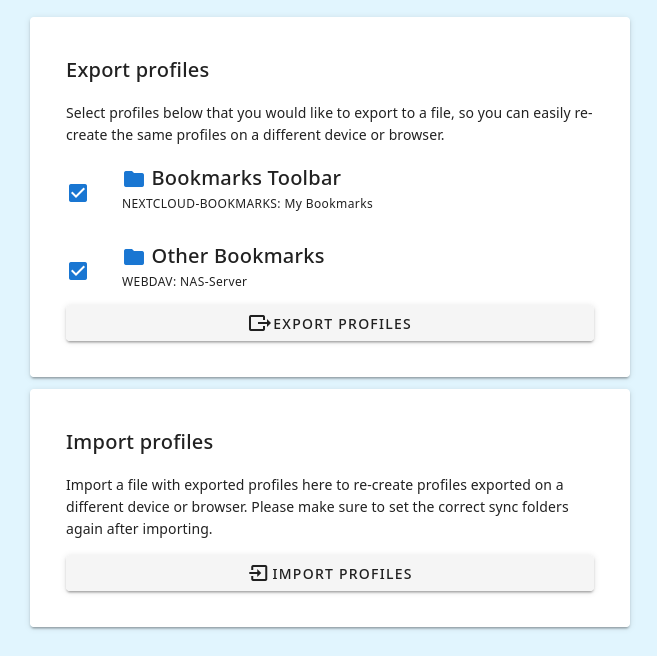 Export profiles
Select profiles below that you would like to export to a file, so you can easily re-
create the same profiles on a different device or browser.
Bookmarks Toolbar
NEXTCLOUD-BOOKMARKS: My Bookmarks
Other Bookmarks
WEBDAV: NAS-Server
EXPORT PROFILES
Import profiles
Import a file with exported profiles here to re-create profiles exported on a
different device or browser. Please make sure to set the correct sync folders
again after importing.
IMPORT PROFILES